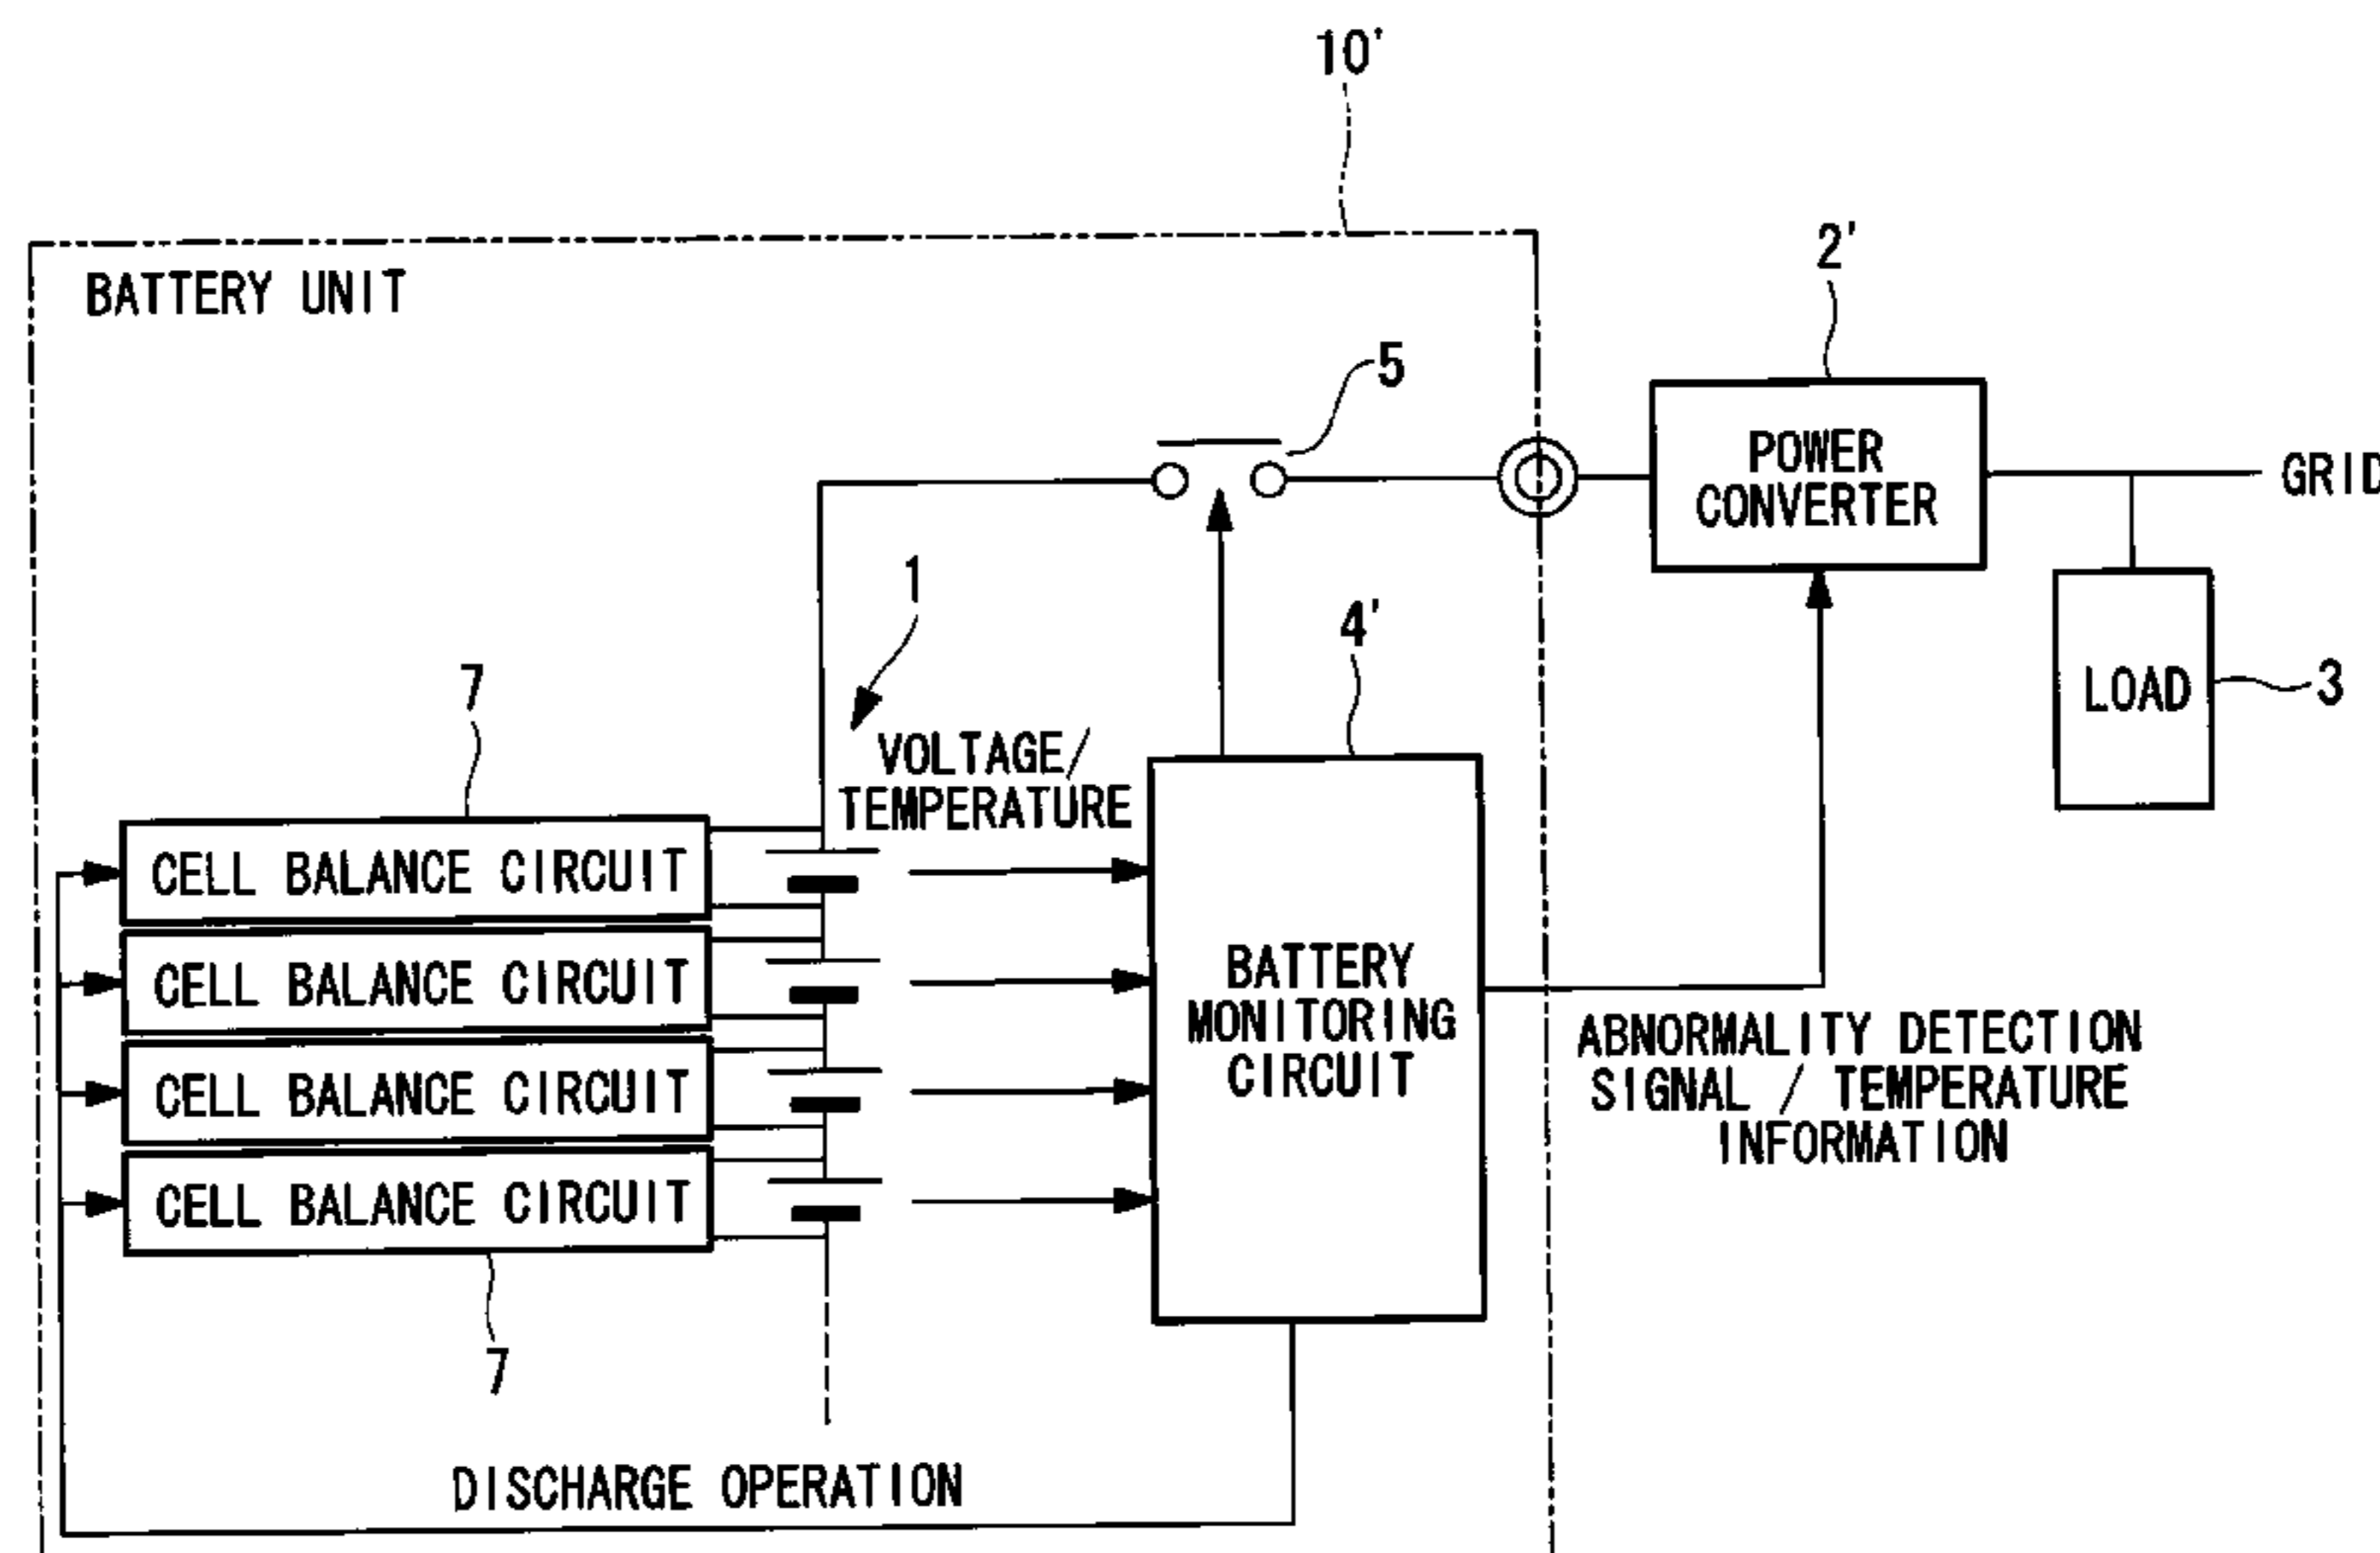 10'
BATTERY UNIT
2'
5
POWER
CONVERTER
GRID
1
4'
LOAD
3
7
VOLTAGE/
TEMPERATURE
CELL BALANCE CIRCUIT
CELL BALANCE CIRCUIT
CELL BALANCE CIRCUIT
CELL BALANCE CIRCUIT
BATTERY
MONITORING
CIRCUIT
ABNORMALITY DETECTION
SIGNAL / TEMPERATURE
INFORMATION
7
DISCHARGE OPERATION